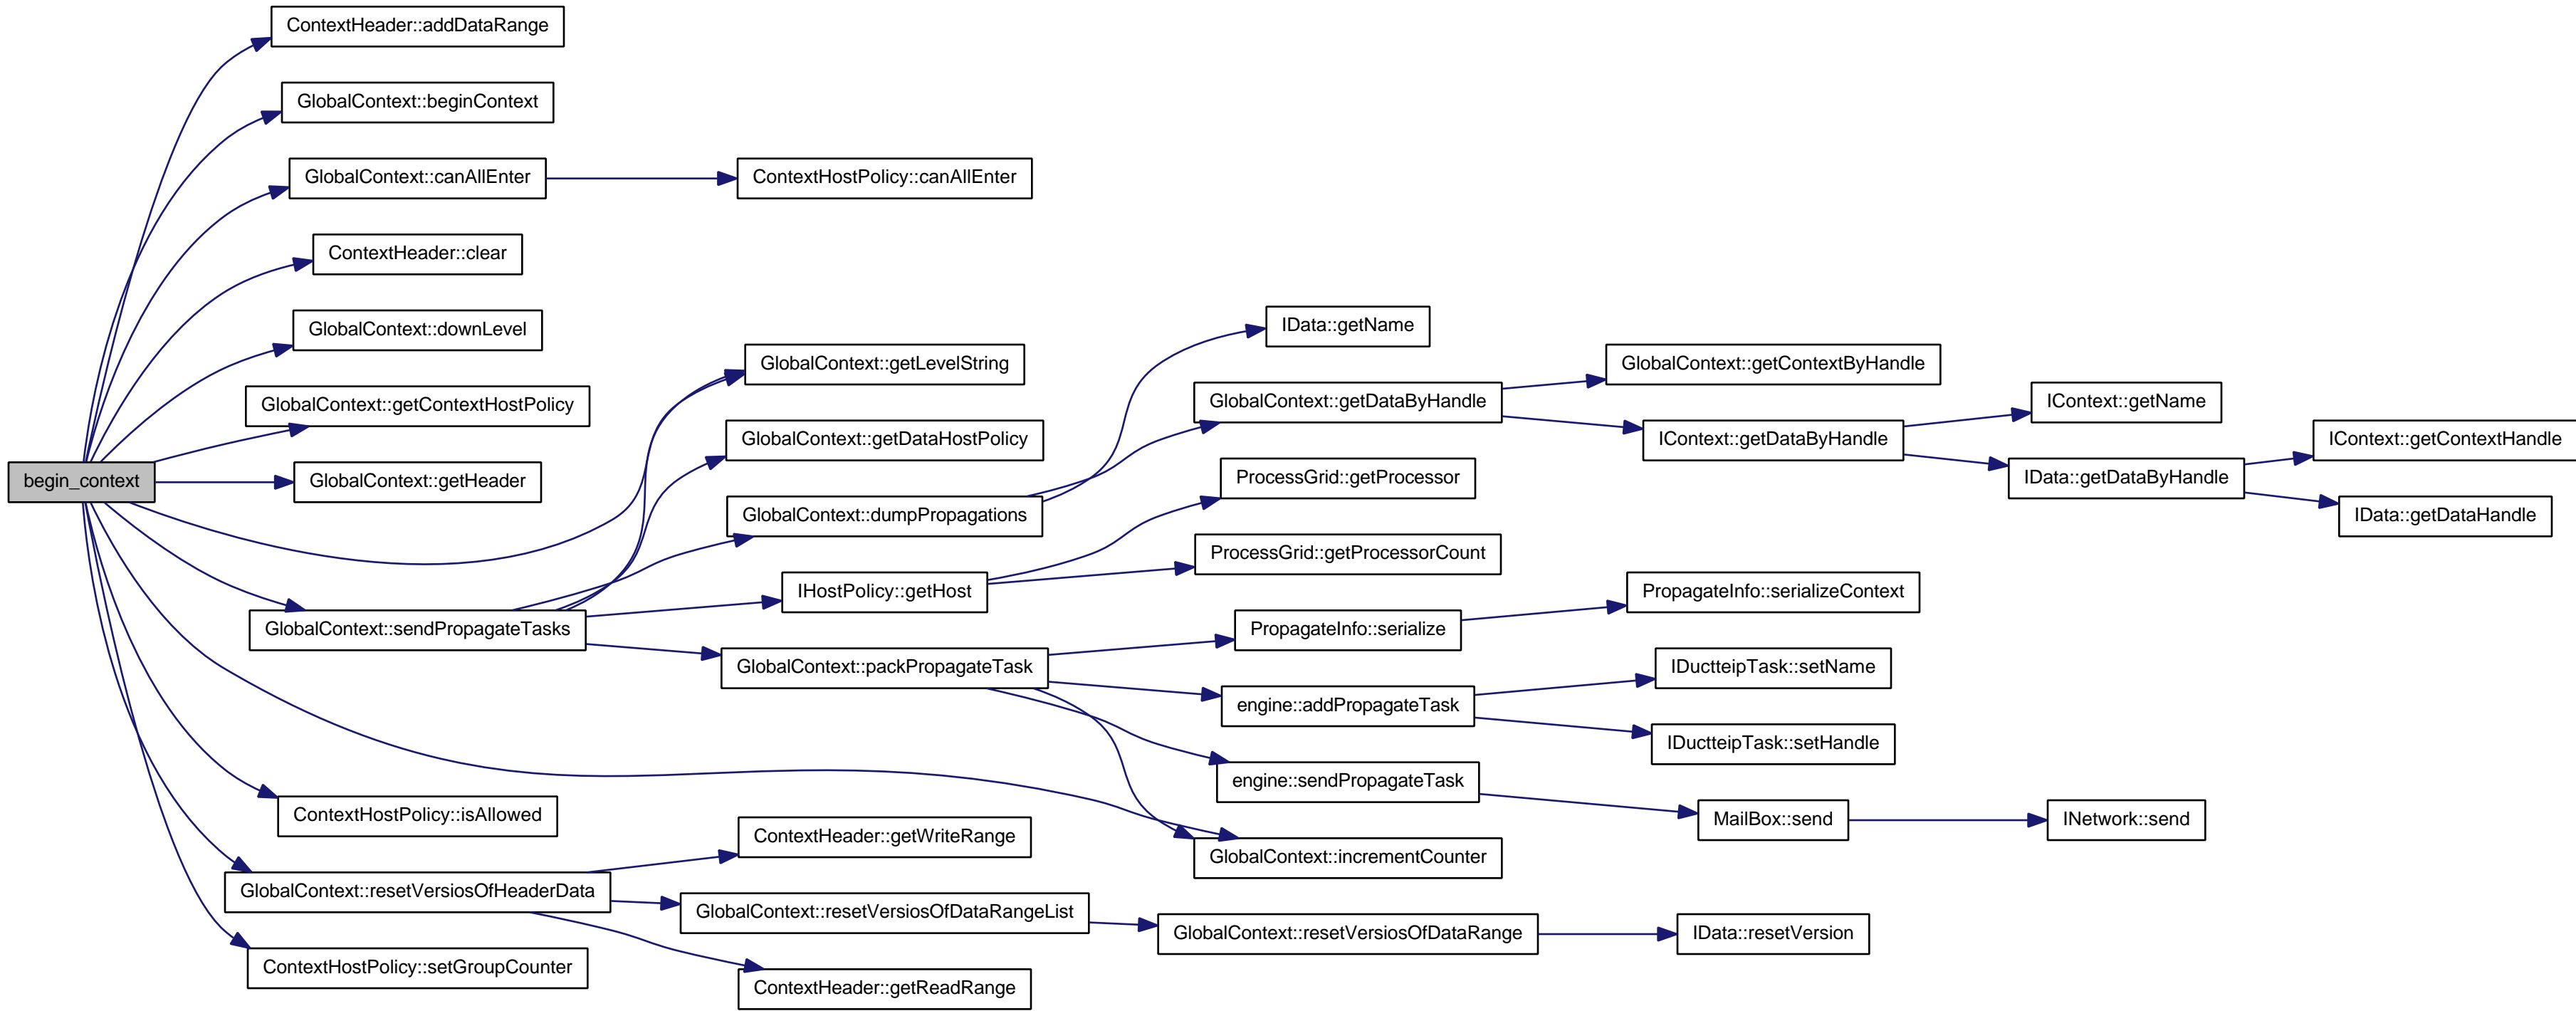 ContextHeader::addDataRange
GlobalContext::beginContext
GlobalContext::canAllEnter
ContextHostPolicy::canAllEnter
ContextHeader::clear
GlobalContext::downLevel
IData::getName
GlobalContext::getLevelString
GlobalContext::getContextByHandle
GlobalContext::getContextHostPolicy
GlobalContext::getDataByHandle
IContext::getName
GlobalContext::getDataHostPolicy
IContext::getDataByHandle
IContext::getContextHandle
begin_context
GlobalContext::getHeader
ProcessGrid::getProcessor
IData::getDataByHandle
GlobalContext::dumpPropagations
IData::getDataHandle
ProcessGrid::getProcessorCount
IHostPolicy::getHost
PropagateInfo::serializeContext
GlobalContext::sendPropagateTasks
PropagateInfo::serialize
GlobalContext::packPropagateTask
IDuctteipTask::setName
engine::addPropagateTask
IDuctteipTask::setHandle
engine::sendPropagateTask
ContextHostPolicy::isAllowed
MailBox::send
INetwork::send
ContextHeader::getWriteRange
GlobalContext::incrementCounter
GlobalContext::resetVersiosOfHeaderData
GlobalContext::resetVersiosOfDataRangeList
GlobalContext::resetVersiosOfDataRange
IData::resetVersion
ContextHostPolicy::setGroupCounter
ContextHeader::getReadRange